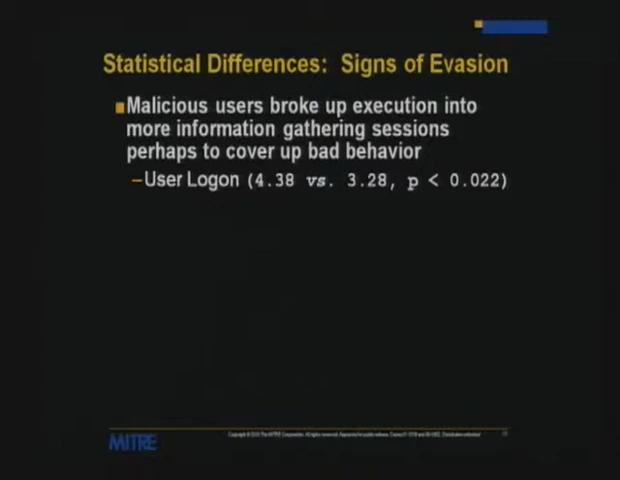 Statistical Differences: Signs of Evasion
Malicious users broke up execution into
more information gathering sessions
perhaps to cover up bad behavior
–User Logon (4.38 vs. 3.28, p < 0.022)
MITRE